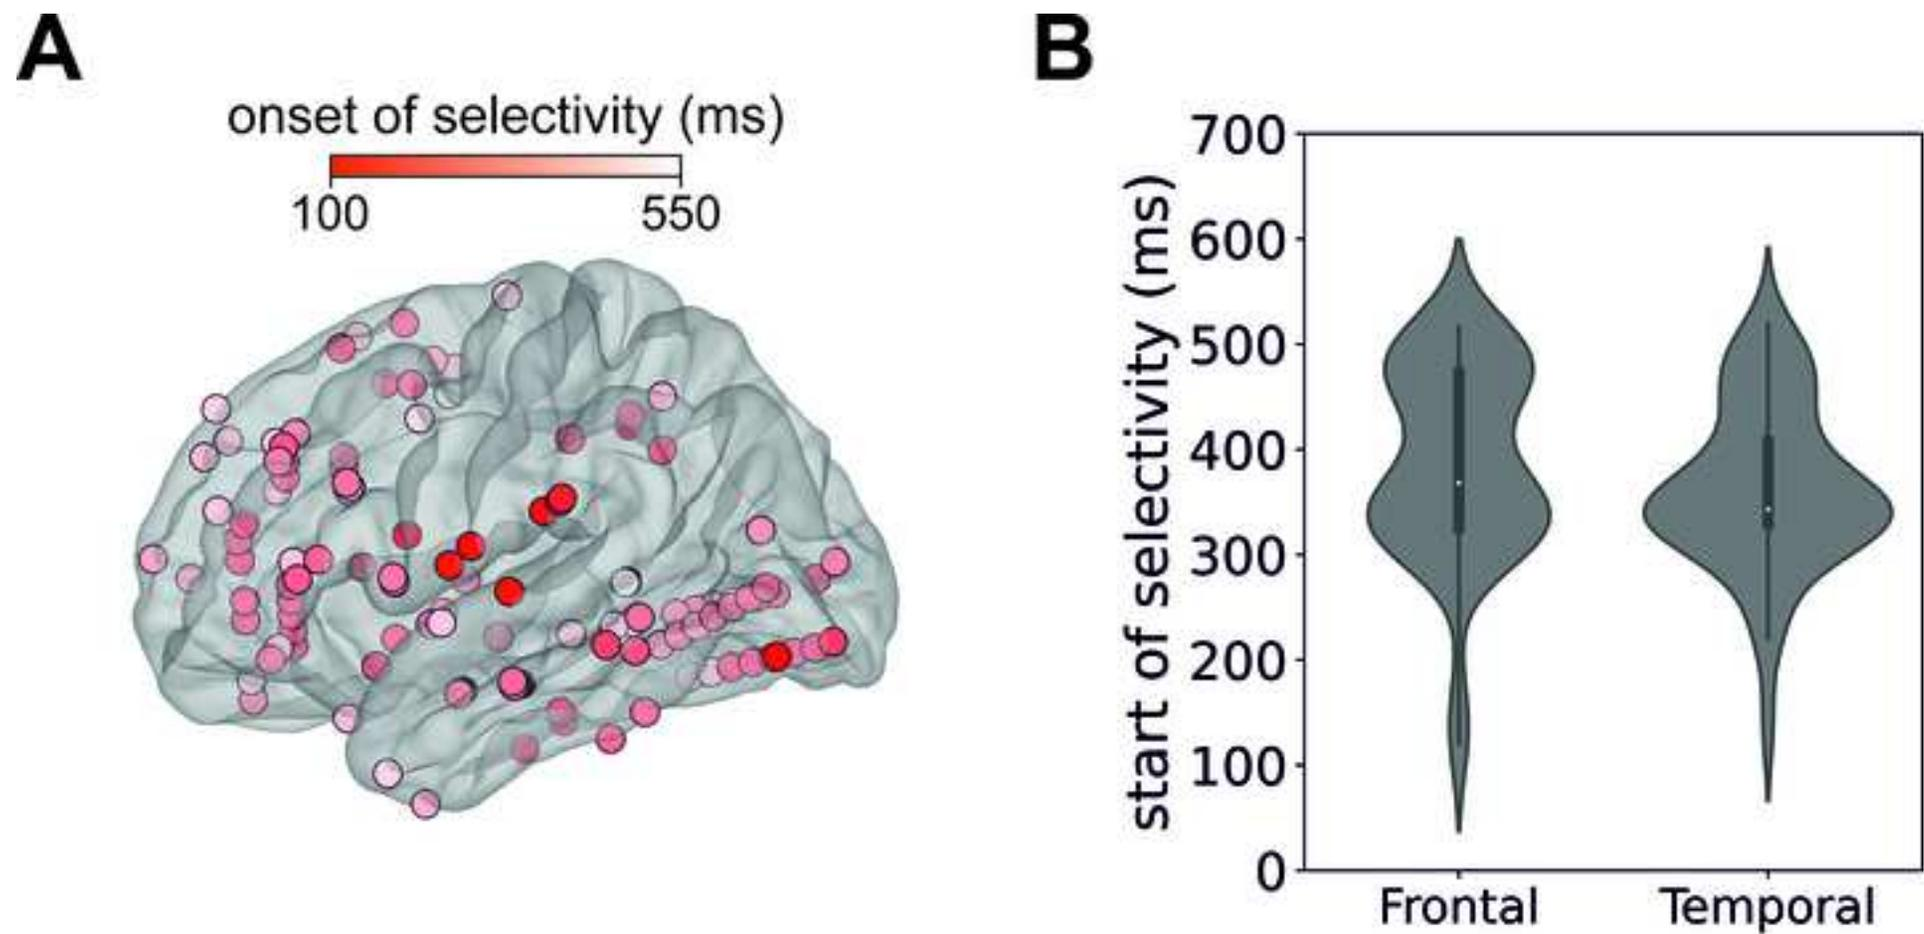 A
onset of selectivity (ms)
100 550
B
start of selectivity (ms)
700
600
500
400
300
200
100
0
Frontal Temporal